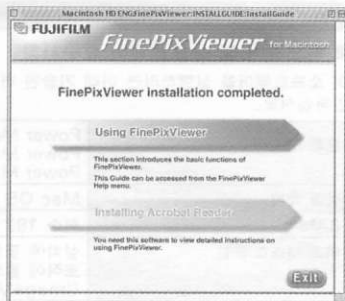 Macintosh HD ENG:FinePixViewer:INSTALLGUIDE:InstallGuide
FUJIFILM
FinePixViewer for Macintosh
FinePixViewer installation completed.
Using FinePixViewer
This section introduces the basic functions of
FinePixViewer.
This Guide can be accessed from the FinePixViewer
Help menu.
Installing Acrobat Reader
You need this software to view detailed instructions on
using FinePixViewer.
Exit